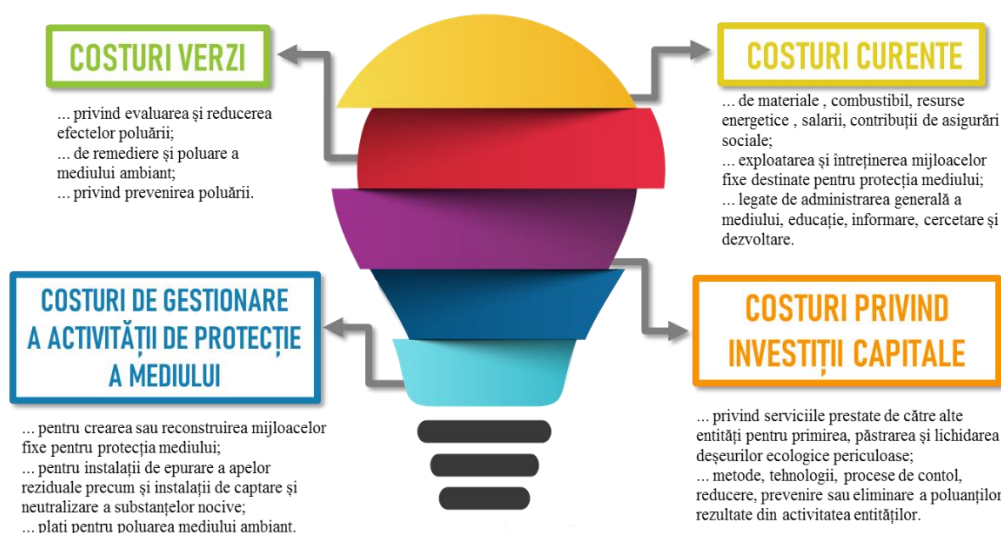 COSTURI VERZI
... privind evaluarea și reducerea
efectelor poluării;
... de remediere și poluare a
mediului ambiant;
... privind prevenirea poluării.
COSTURI CURENTE
... de materiale , combustibil, resurse
energetice , salarii, contribuții de asigurări
sociale;
... exploatarea și întreținerea mijloacelor
fixe destinate pentru protecția mediului;
... legate de administrarea generală a
mediului, educație, informare, cercetare și
dezvoltare.
COSTURI DE GESTIONARE
A ACTIVITĂȚII DE PROTECȚIE
A MEDIULUI
... pentru crearea sau reconstruirea mijloacelor
fixe pentru protecția mediului;
... pentru instalații de epurare a apelor
reziduale precum și instalații de captare și
neutralizare a substanțelor nocive;
... plați pentru poluarea mediului ambiant.
COSTURI PRIVIND
INVESTIȚII CAPITALE
... privind serviciile prestate de către alte
entități pentru primirea, păstrarea și lichidarea
deșeurilor ecologice periculoase;
... metode, tehnologii, procese de contol,
reducere, prevenire sau eliminare a poluanților
rezultate din activitatea entităților.